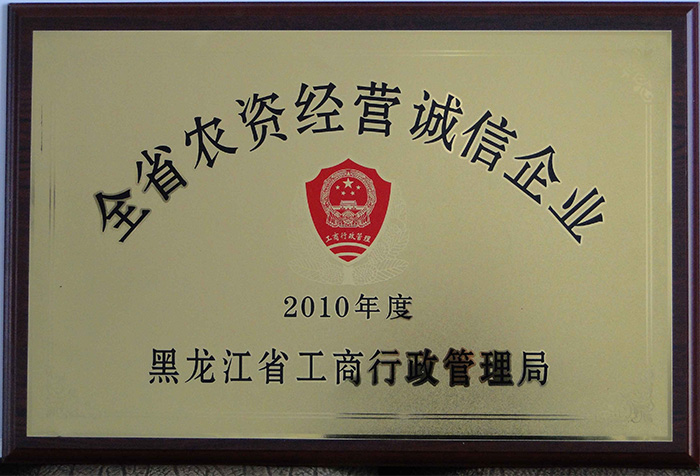 全省农资经营诚信企业
工商行政管理
2010年度
黑龙江省工商行政管理局